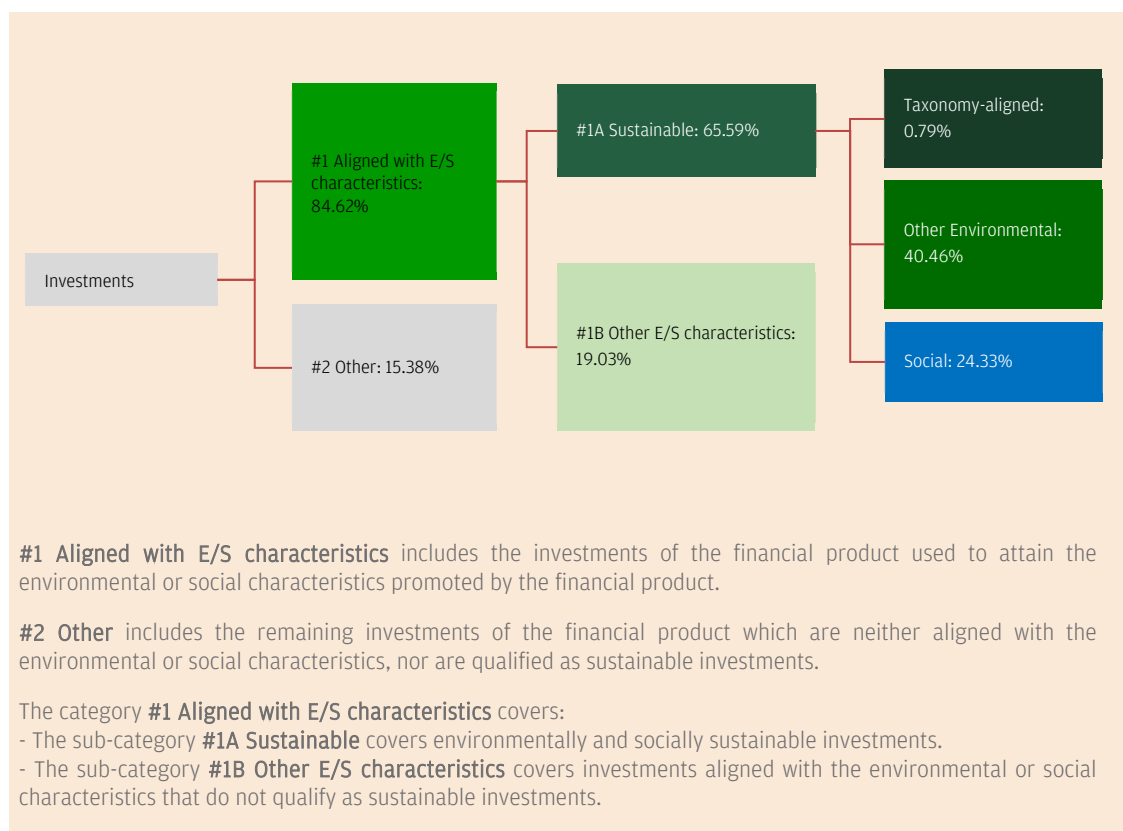 Investments
#1 Aligned with E/S
characteristics:
84.62%
#2 Other: 15.38%
#1A Sustainable: 65.59%
#1B Other E/S characteristics:
19.03%
Taxonomy-aligned:
0.79%
Other Environmental:
40.46%
Social: 24.33%
#1 Aligned with E/S characteristics includes the investments of the financial product used to attain the
environmental or social characteristics promoted by the financial product.
#2 Other includes the remaining investments of the financial product which are neither aligned with the
environmental or social characteristics, nor are qualified as sustainable investments.
The category #1 Aligned with E/S characteristics covers:
- The sub-category #1A Sustainable covers environmentally and socially sustainable investments.
- The sub-category #1B Other E/S characteristics covers investments aligned with the environmental or social
characteristics that do not qualify as sustainable investments.